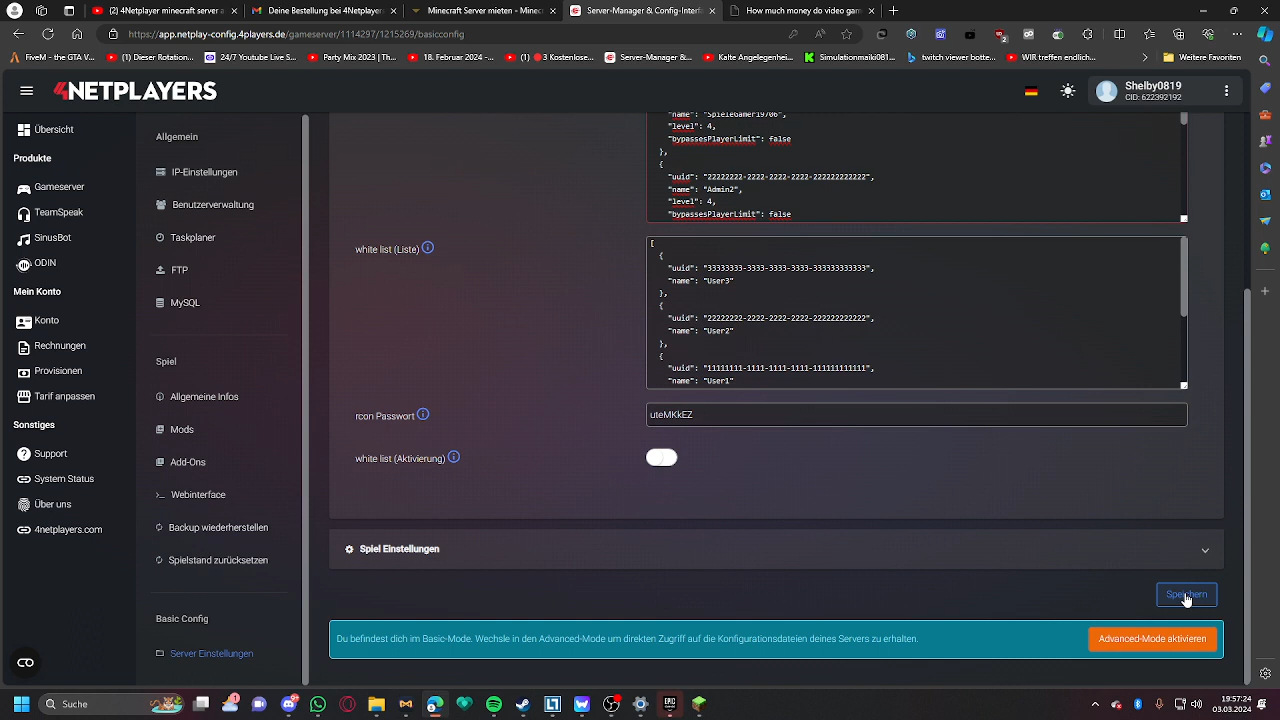 (2) 4Netplayer minecraft server a
Deine Bestellung bei 4Netplayers
Minecraft Server mieten - Minec
Server-Manager & Config-Interfa
How much money do video gam
https://app.netplay-config.4players.de/gameserver/1114297/1215269/basicconfig
FiveM - the GTA V...
(1) Dieser Rotation...
24/7 Songwunsch...
Party Mix 2023 | Th...
18. Februar 2024 -...
(1) 🔴3 Kostenlose...
Server-Manager &...
Kaite Angelegenhe...
Simulationmaiki081...
twitch viewer botte...
WIR treffen endlich...
Weitere Favoriten
4NETPLAYERS
Shelby0819
CID: 622392192
Übersicht
Produkte
Gameserver
TeamSpeak
SinusBot
ODIN
Mein Konto
Konto
Rechnungen
Provisionen
Tarif anpassen
Sonstiges
Support
System Status
Über uns
4netplayers.com
Allgemein
IP-Einstellungen
Benutzerverwaltung
Taskplaner
FTP
MySQL
Spiel
Allgemeine Infos
Mods
Add-Ons
Webinterface
Backup wiederherstellen
Spielstand zurücksetzen
Basic Config
Server Einstellungen
"name": "SpieleGamer19706",
"level": 4,
"bypassesPlayerLimit": false
},
{
"uuid": "22222222-2222-2222-2222-222222222222",
"name": "Admin2",
"level": 4,
"bypassesPlayerLimit": false
white list (Liste)
[
{
"uuid": "33333333-3333-3333-3333-333333333333",
"name": "User3"
},
{
"uuid": "22222222-2222-2222-2222-222222222222",
"name": "User2"
},
{
"uuid": "11111111-1111-1111-1111-111111111111",
"name": "User1"
rcon Passwort
uteMKkEZ
white list (Aktivierung)
Spiel Einstellungen
Speichern
Du befindest dich im Basic-Mode. Wechsle in den Advanced-Mode um direkten Zugriff auf die Konfigurationsdateien deines Servers zu erhalten.
Advanced-Mode aktivieren
Suche
19:57:24
03.03.2024